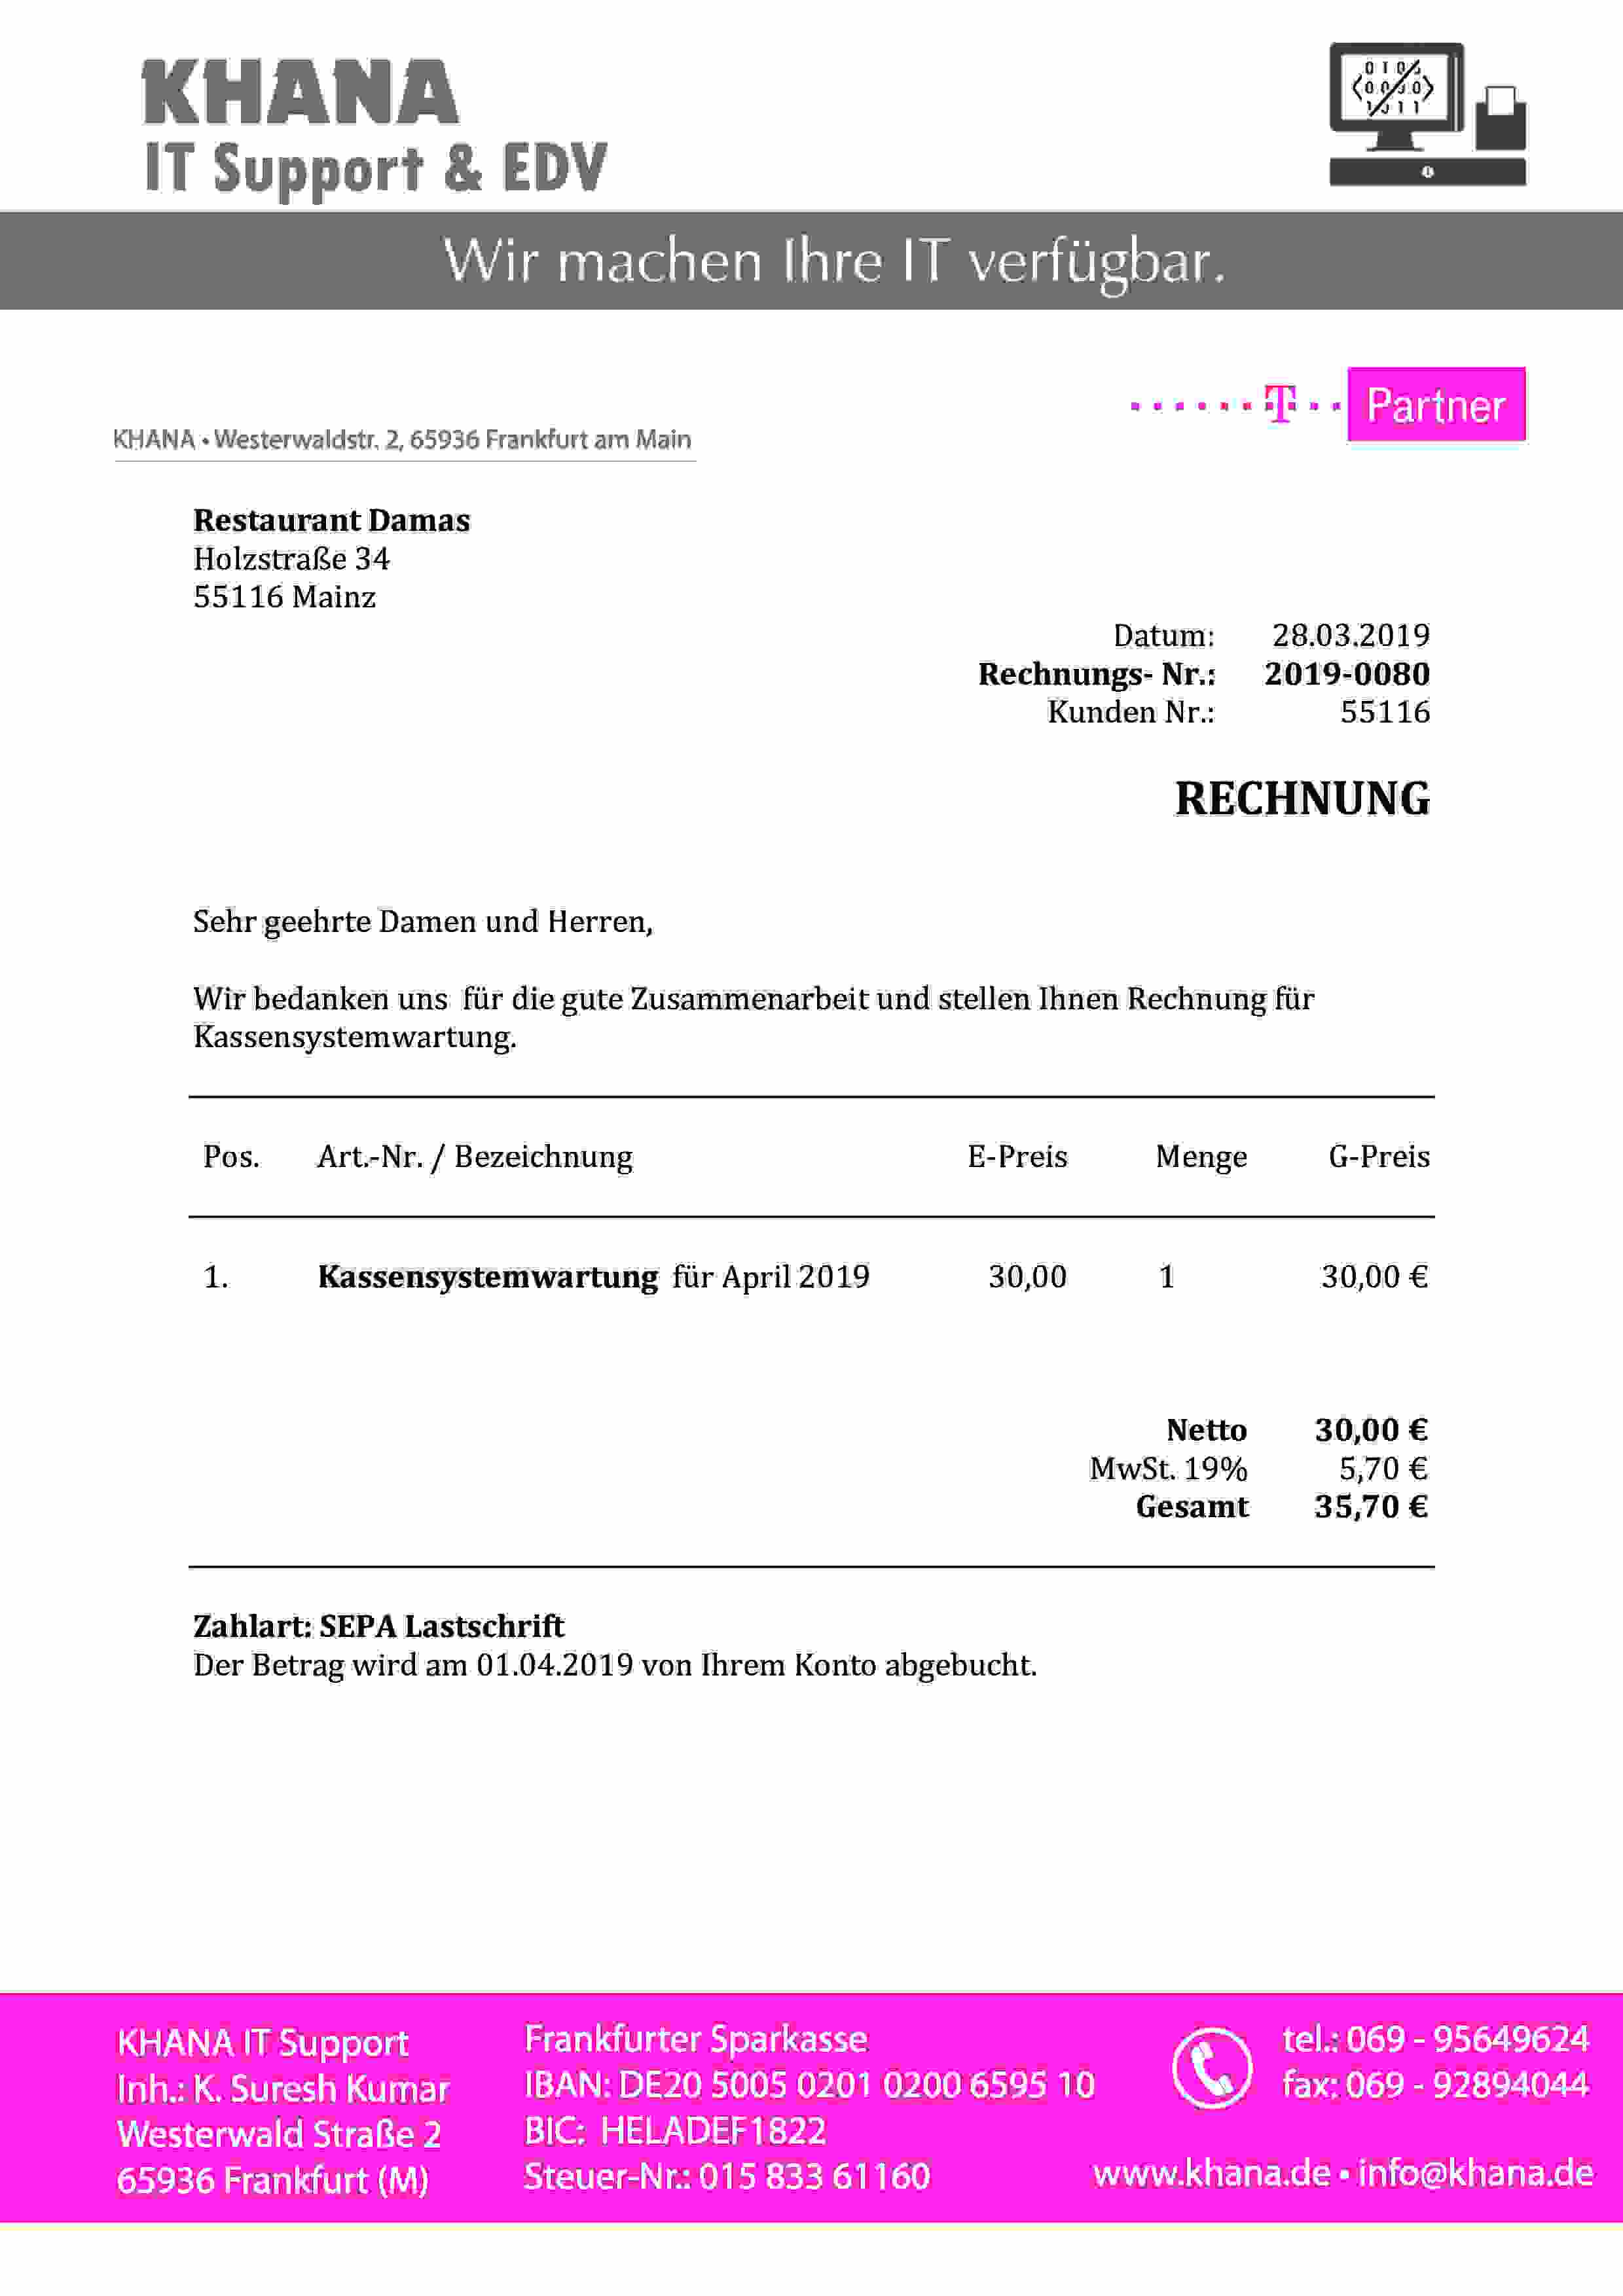 KHANA
IT Support & EDV
Wir machen Ihre IT verfügbar.
T Partner
KHANA • Westerwaldstr. 2, 65936 Frankfurt am Main
Restaurant Damas
Holzstraße 34
55116 Mainz
Datum: 28.03.2019
Rechnungs- Nr.: 2019-0080
Kunden Nr.: 55116
RECHNUNG
Sehr geehrte Damen und Herren,
Wir bedanken uns für die gute Zusammenarbeit und stellen Ihnen Rechnung für
Kassensystemwartung.
Pos. Art.-Nr. / Bezeichnung E-Preis Menge G-Preis
1. Kassensystemwartung für April 2019 30,00 1 30,00 €
Netto 30,00 €
MwSt. 19% 5,70 €
Gesamt 35,70 €
Zahlart: SEPA Lastschrift
Der Betrag wird am 01.04.2019 von Ihrem Konto abgebucht.
KHANA IT Support
Inh.: K. Suresh Kumar
Westerwald Straße 2
65936 Frankfurt (M)
Frankfurter Sparkasse
IBAN: DE20 5005 0201 0200 6595 10
BIC: HELADEF1822
Steuer-Nr.: 015 833 61160
tel.: 069 - 95649624
fax: 069 - 92894044
www.khana.de • info@khana.de